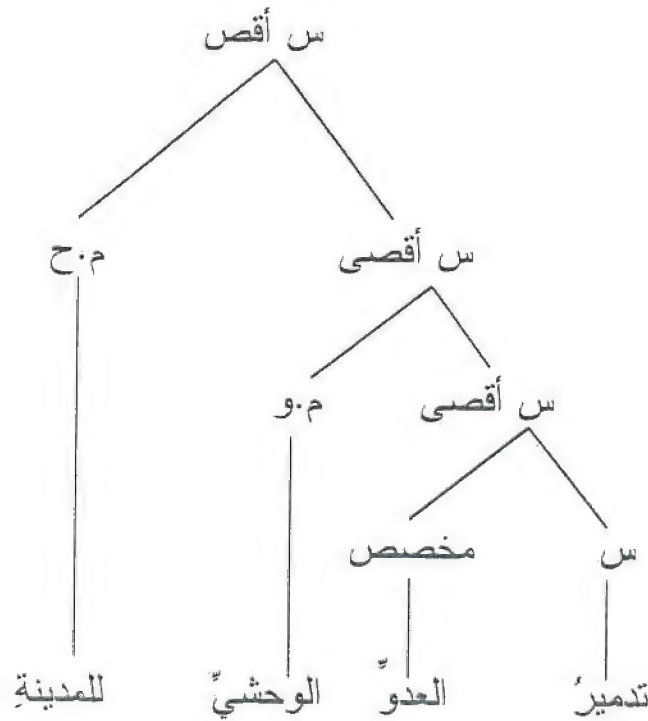 س أقص
م.ح س أقصى
م.و س أقصى
مخصص س
تدميرُ العدوِّ الوحشيِّ للمدينةِ